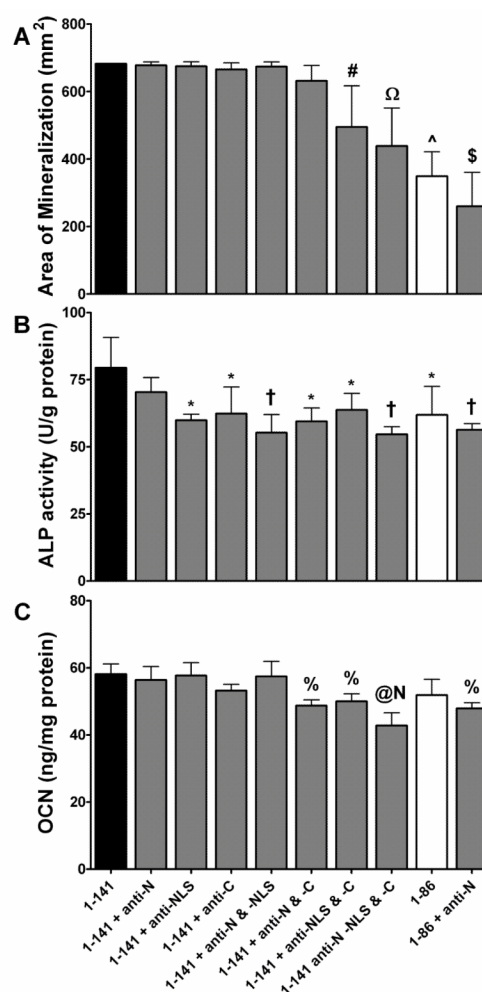 A
Area of Mineralization (mm²)
800
600
400
200
0
#
Ω
^
$
B
ALP activity (U/g protein)
100
75
50
25
0
*
*
†
*
*
†
*
†
C
OCN (ng/mg protein)
80
60
40
20
0
%
%
@N
%
1-141
1-141 + anti-N
1-141 + anti-NLS
1-141 + anti-C
1-141 + anti-N & -NLS
1-141 + anti-N & -C
1-141 + anti-NLS & -C
1-141 anti-N -NLS & -C
1-86
1-86 + anti-N